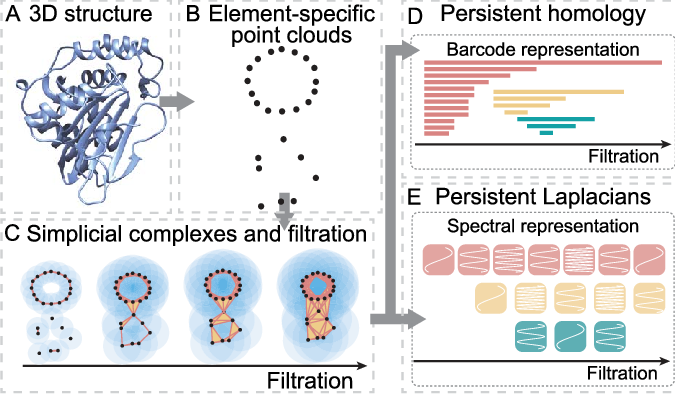 A 3D structure
B Element-specific
point clouds
C Simplicial complexes and filtration
Filtration
D Persistent homology
Barcode representation
Filtration
E Persistent Laplacians
Spectral representation
Filtration